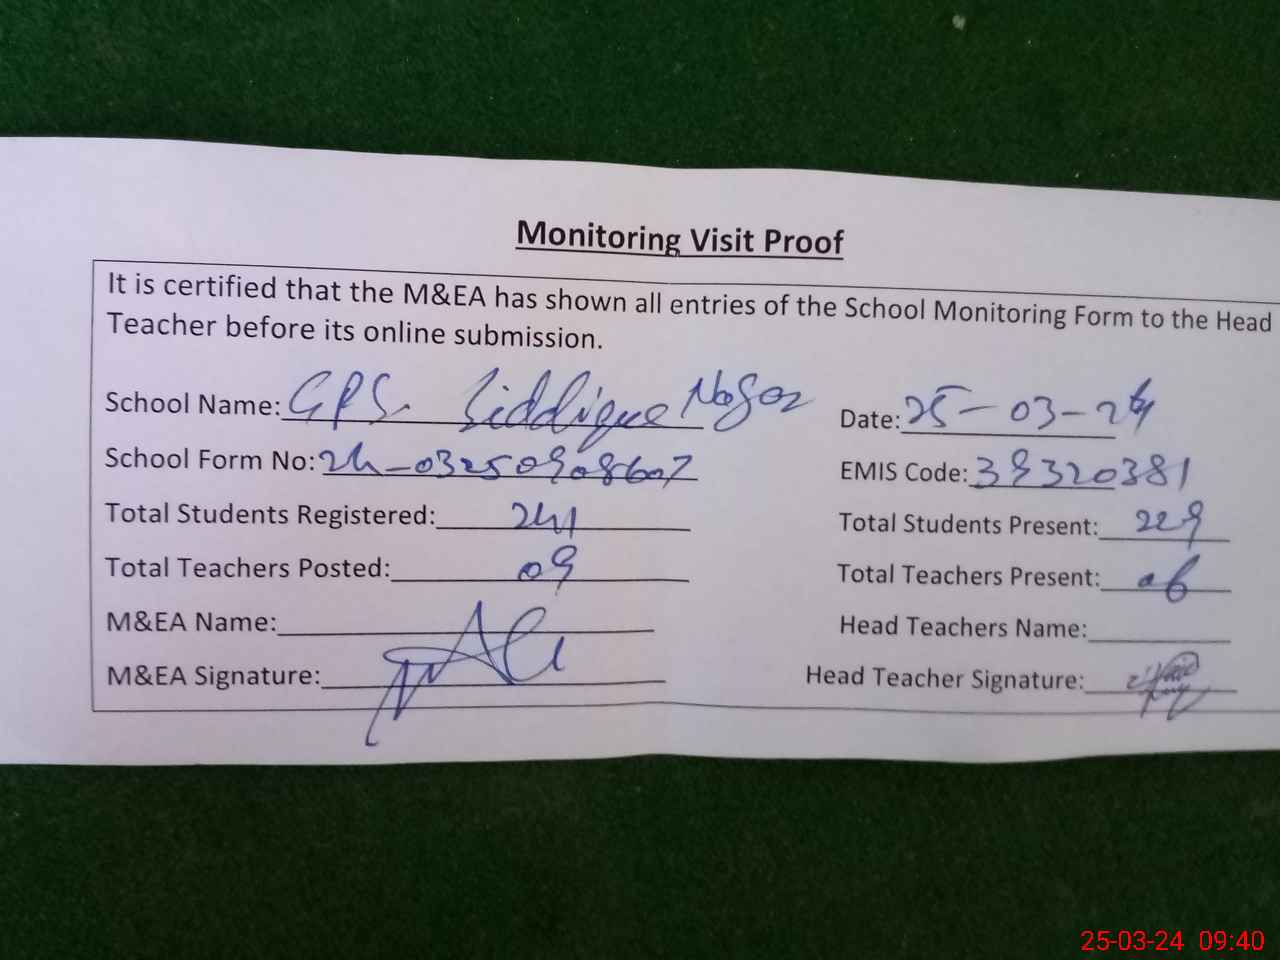 Monitoring Visit Proof
It is certified that the M&EA has shown all entries of the School Monitoring Form to the Head
Teacher before its online submission.
School Name: GPS. Siddique Nagar Date: 25-03-24
School Form No: 24-03250908607 EMIS Code: 39320381
Total Students Registered: 241 Total Students Present: 229
Total Teachers Posted: 09 Total Teachers Present: 06
M&EA Name: Head Teachers Name:
M&EA Signature: Head Teacher Signature:
25-03-24 09:40